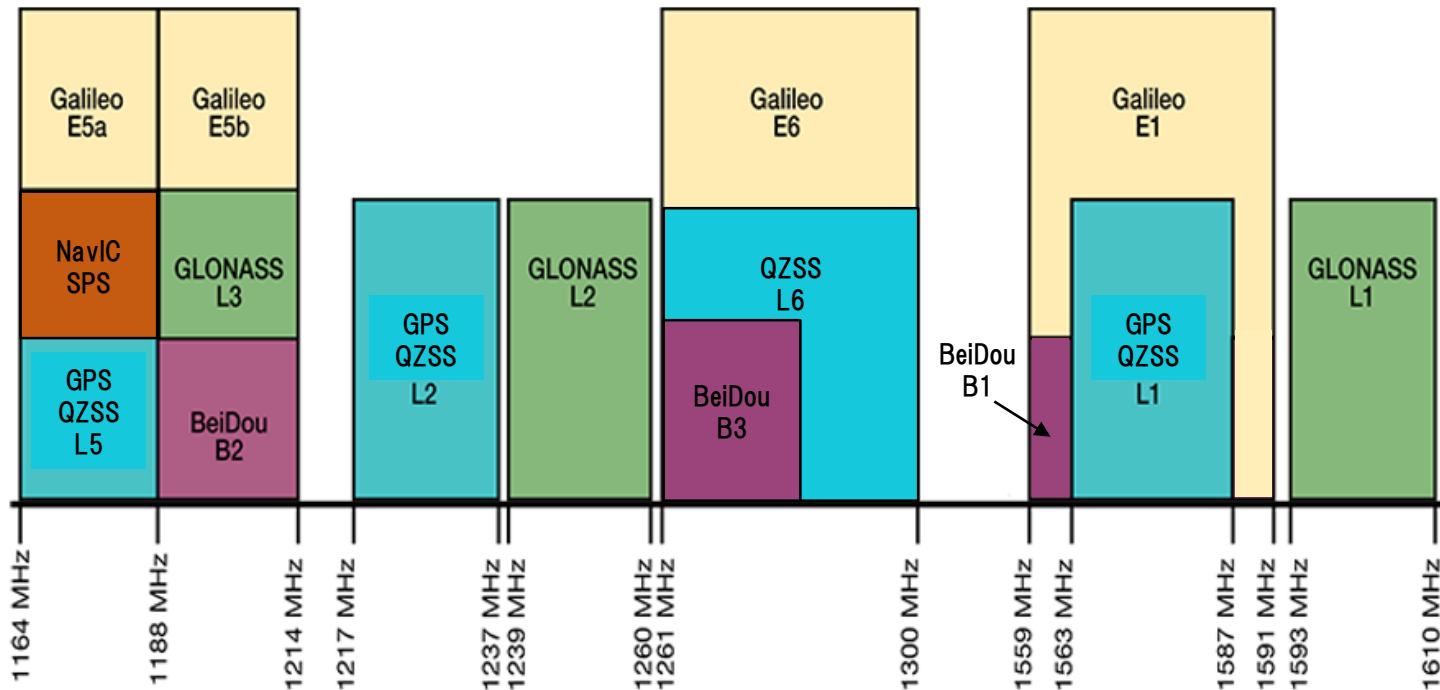 Galileo
E5a
Galileo
E5b
Galileo
E6
Galileo
E1
NavIC
SPS
GLONASS
L3
GPS
QZSS
L2
GLONASS
L2
QZSS
L6
GPS
QZSS
L1
GLONASS
L1
GPS
QZSS
L5
BeiDou
B2
BeiDou
B3
BeiDou
B1
1164 MHz
1188 MHz
1214 MHz
1217 MHz
1237 MHz
1239 MHz
1260 MHz
1261 MHz
1300 MHz
1559 MHz
1563 MHz
1587 MHz
1591 MHz
1593 MHz
1610 MHz